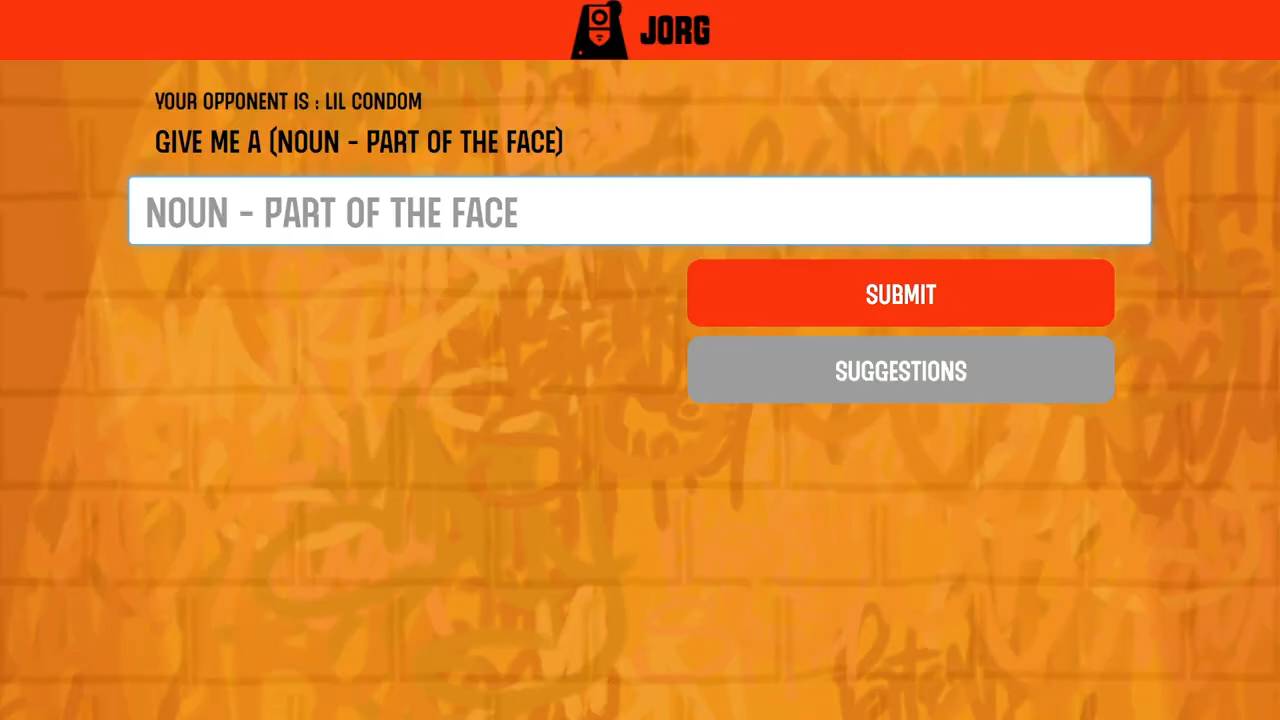 JORG
YOUR OPPONENT IS : LIL CONDOM
GIVE ME A (NOUN - PART OF THE FACE)
NOUN - PART OF THE FACE
SUBMIT
SUGGESTIONS